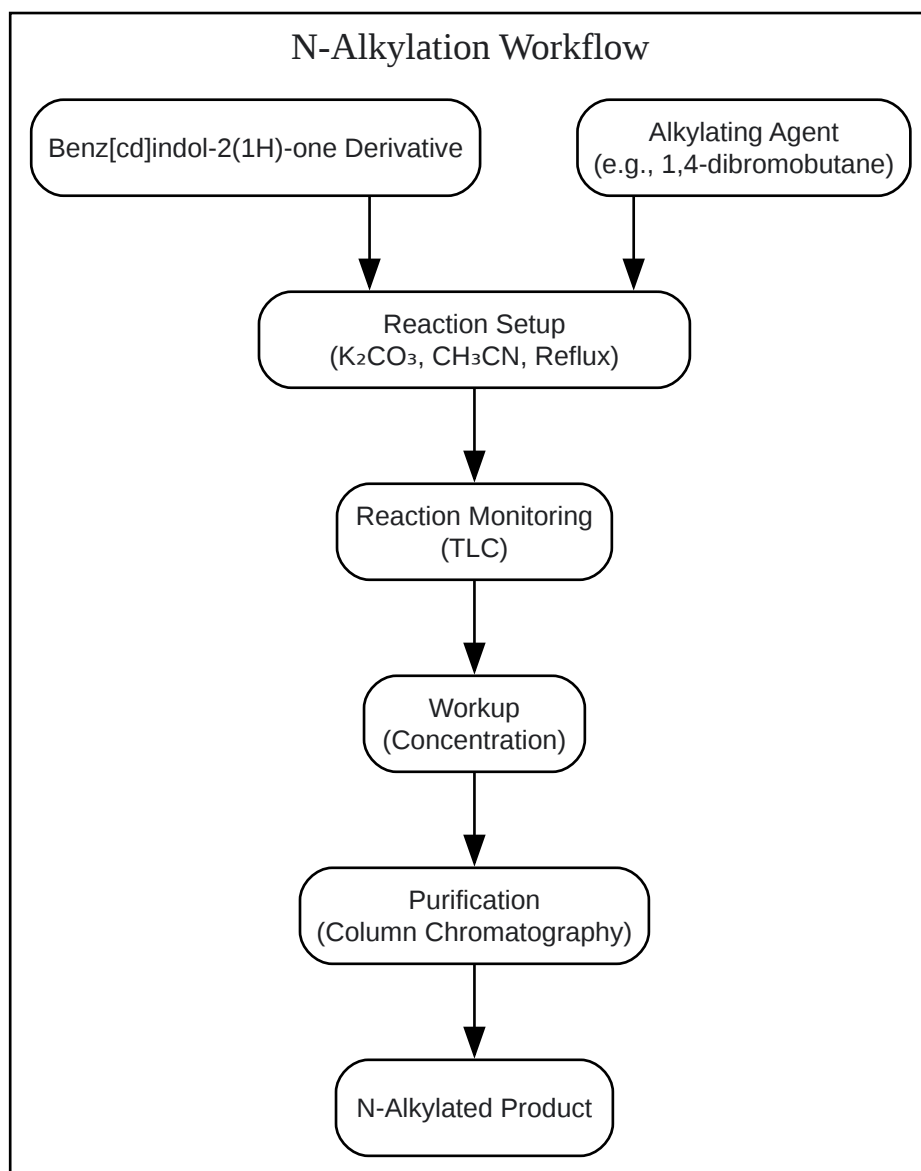 N-Alkylation Workflow
Benz[cd]indol-2(1H)-one Derivative
Alkylating Agent
(e.g., 1,4-dibromobutane)
Reaction Setup
(K₂CO₃, CH₃CN, Reflux)
Reaction Monitoring
(TLC)
Workup
(Concentration)
Purification
(Column Chromatography)
N-Alkylated Product